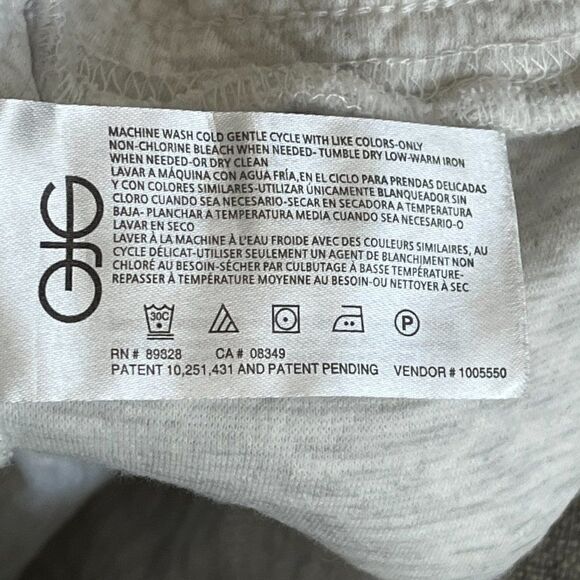 MACHINE WASH COLD GENTLE CYCLE WITH LIKE COLORS-ONLY
NON-CHLORINE BLEACH WHEN NEEDED- TUMBLE DRY LOW-WARM IRON
WHEN NEEDED-OR DRY CLEAN
LAVAR A MÁQUINA CON AGUA FRÍA, EN EL CICLO PARA PRENDAS DELICADAS
Y CON COLORES SIMILARES-UTILIZAR ÚNICAMENTE BLANQUEADOR SIN
CLORO CUANDO SEA NECESARIO-SECAR EN SECADORA A TEMPERATURA
BAJA- PLANCHAR A TEMPERATURA MEDIA CUANDO SEA NECESARIO-O
LAVAR EN SECO
LAVER À LA MACHINE À L'EAU FROIDE AVEC DES COULEURS SIMILAIRES, AU
CYCLE DÉLICAT-UTILISER SEULEMENT UN AGENT DE BLANCHIMENT NON
CHLORÉ AU BESOIN-SÉCHER PAR CULBUTAGE À BASSE TEMPÉRATURE-
REPASSER À TEMPÉRATURE MOYENNE AU BESOIN-OU NETTOYER À SEC
30C P
RN# 89828 CA# 08349
PATENT 10,251,431 AND PATENT PENDING VENDOR # 1005550